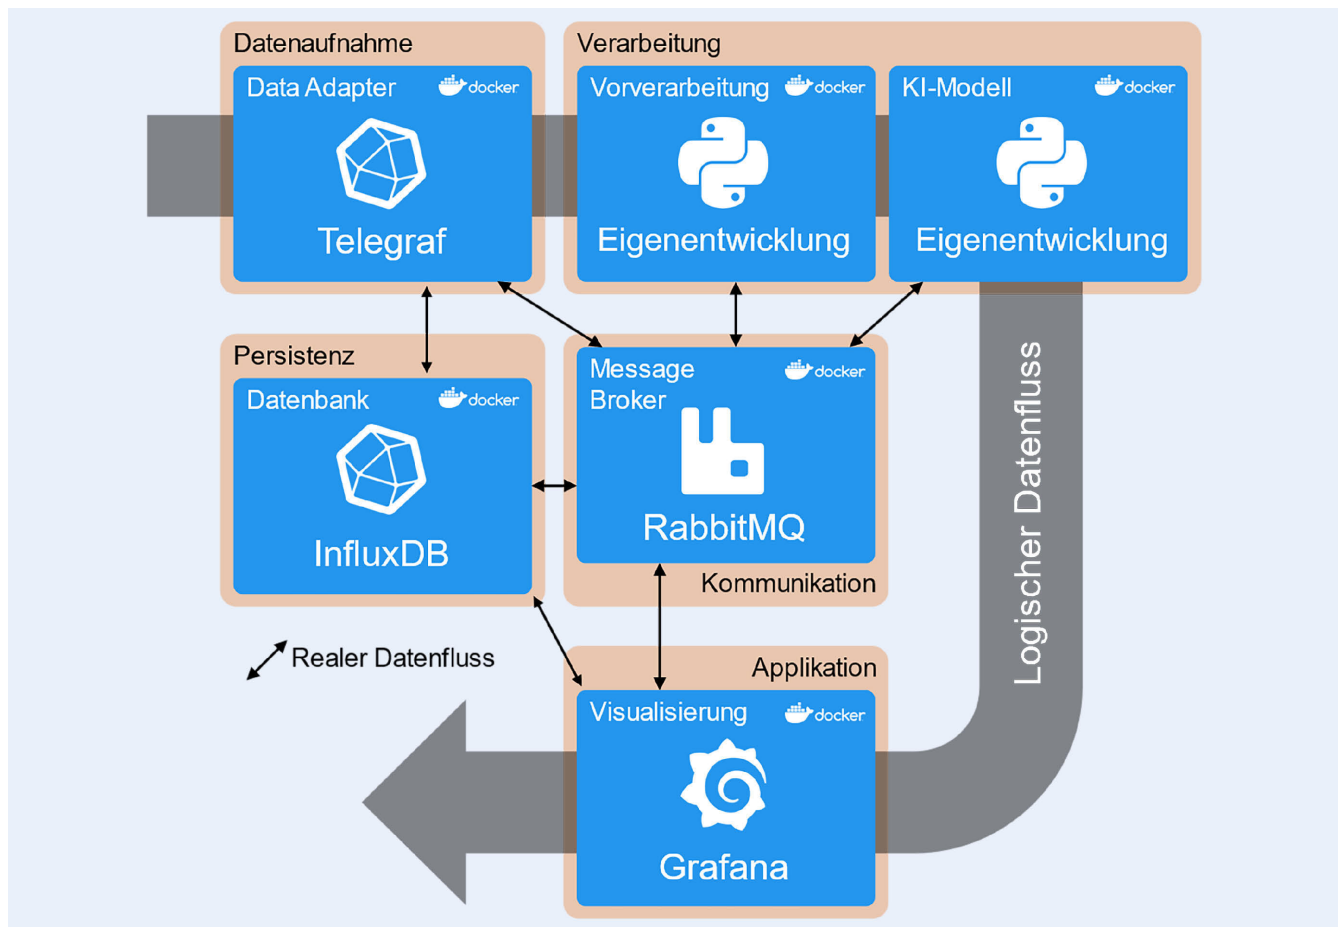 Datenaufnahme
Data Adapter
docker
Telegraf
Verarbeitung
Vorverarbeitung
docker
Eigenentwicklung
KI-Modell
docker
Eigenentwicklung
Persistenz
Datenbank
docker
InfluxDB
Message
Broker
docker
RabbitMQ
Kommunikation
Logischer Datenfluss
Realer Datenfluss
Applikation
Visualisierung
docker
Grafana